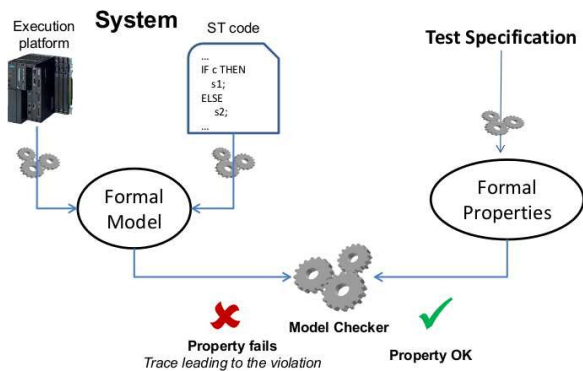 System
Execution
platform
ST code
...
IF c THEN
s1;
ELSE
s2;
...
Test Specification
Formal
Model
Formal
Properties
Model Checker
Property fails
Trace leading to the violation
Property OK